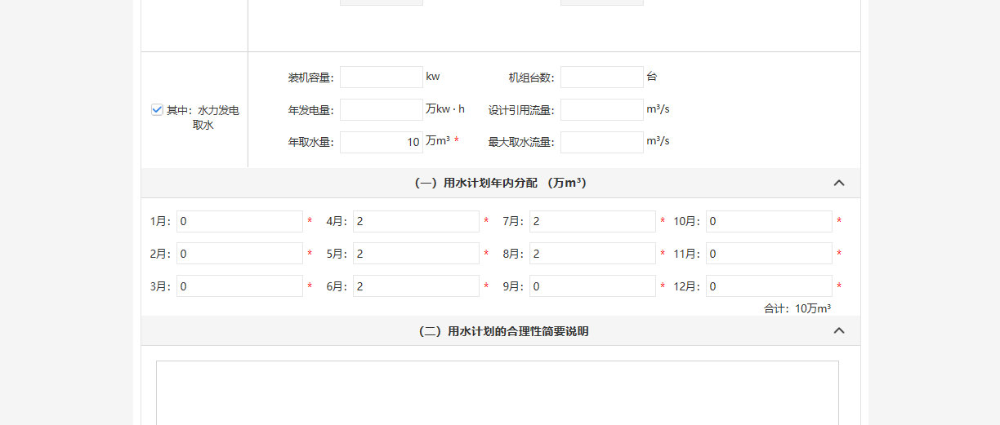 装机容量： kw 机组台数： 台
其中：水力发电取水
年发电量： 万kw · h 设计引用流量： m³/s
年取水量： 10 万m³ * 最大取水流量： m³/s
（一）用水计划年内分配 （万m³）
1月： 0 * 4月： 2 * 7月： 2 * 10月： 0 *
2月： 0 * 5月： 2 * 8月： 2 * 11月： 0 *
3月： 0 * 6月： 2 * 9月： 0 * 12月： 0 *
合计：10万m³
（二）用水计划的合理性简要说明